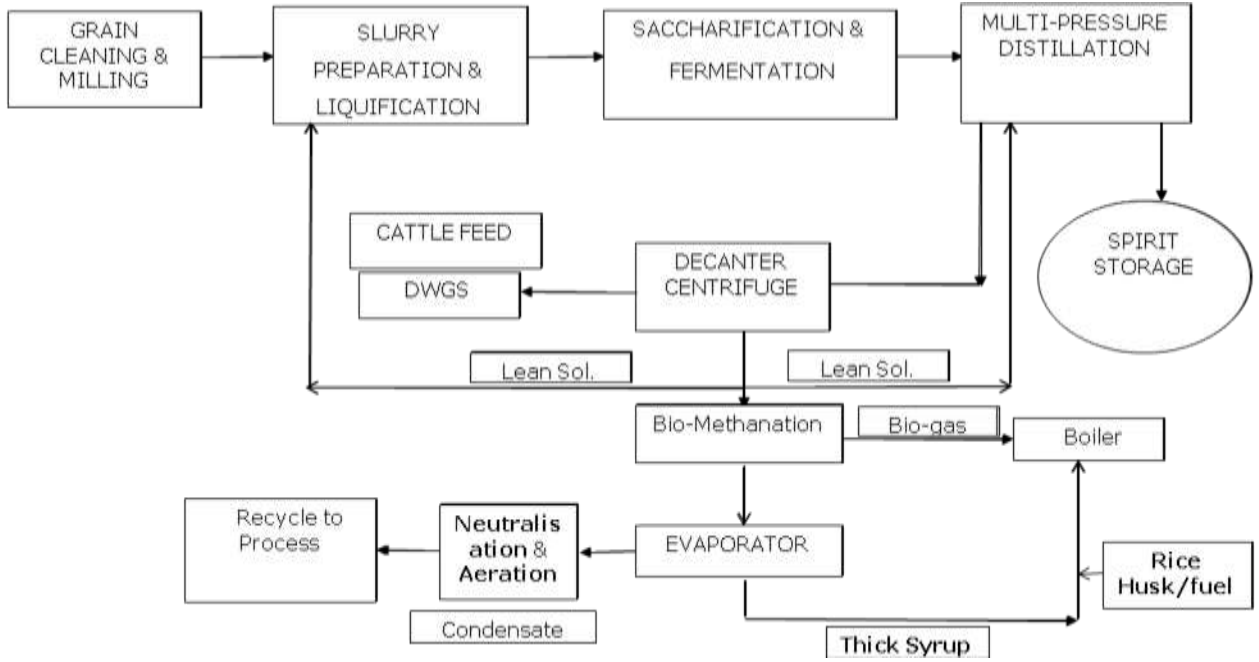 GRAIN
CLEANING &
MILLING
SLURRY
PREPARATION &
LIQUIFICATION
SACCHARIFICATION &
FERMENTATION
MULTI-PRESSURE
DISTILLATION
CATTLE FEED
DWGS
DECANTER
CENTRIFUGE
SPIRIT
STORAGE
Lean Sol.
Lean Sol.
Bio-Methanation
Bio-gas
Boiler
Recycle to
Process
Neutralis
ation &
Aeration
EVAPORATOR
Rice
Husk/fuel
Condensate
Thick Syrup